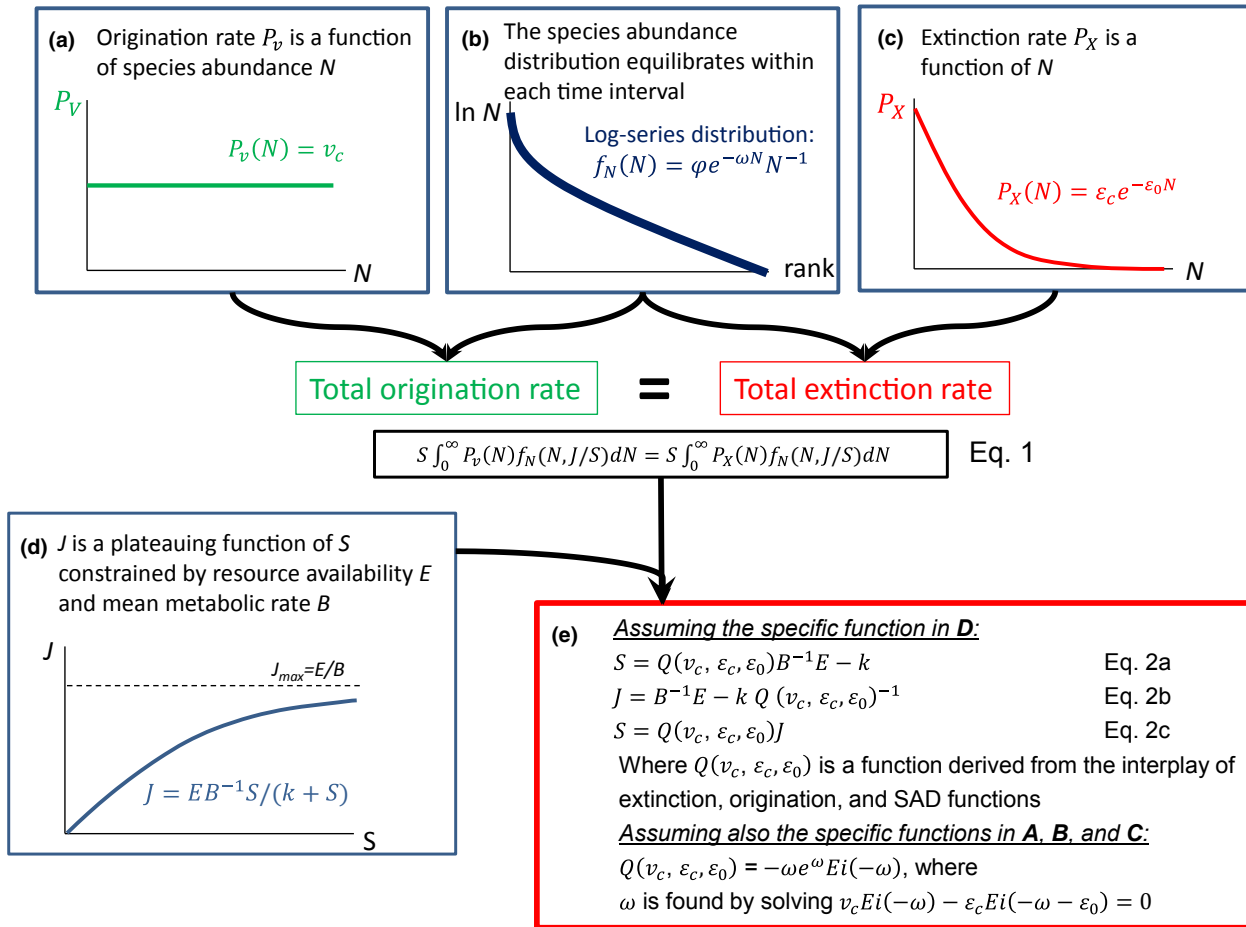 (a) Origination rate P_v is a function
of species abundance N
P_V
P_v(N) = v_c
N
(b) The species abundance
distribution equilibrates within
each time interval
ln N
Log-series distribution:
f_N(N) = φe^{−ωN}N^{−1}
rank
(c) Extinction rate P_X is a
function of N
P_X
P_X(N) = ε_c e^{−ε_0 N}
N
Total origination rate = Total extinction rate
S∫_0^∞ P_v(N)f_N(N, J/S)dN = S∫_0^∞ P_X(N)f_N(N, J/S)dN Eq. 1
(d) J is a plateauing function of S
constrained by resource availability E
and mean metabolic rate B
J
J_max=E/B
J = EB^{−1}S/(k + S)
S
(e) Assuming the specific function in D:
S = Q(v_c, ε_c, ε_0)B^{−1}E − k Eq. 2a
J = B^{−1}E − k Q (v_c, ε_c, ε_0)^{−1} Eq. 2b
S = Q(v_c, ε_c, ε_0)J Eq. 2c
Where Q(v_c, ε_c, ε_0) is a function derived from the interplay of
extinction, origination, and SAD functions
Assuming also the specific functions in A, B, and C:
Q(v_c, ε_c, ε_0) = −ωe^ω Ei(−ω), where
ω is found by solving v_c Ei(−ω) − ε_c Ei(−ω − ε_0) = 0